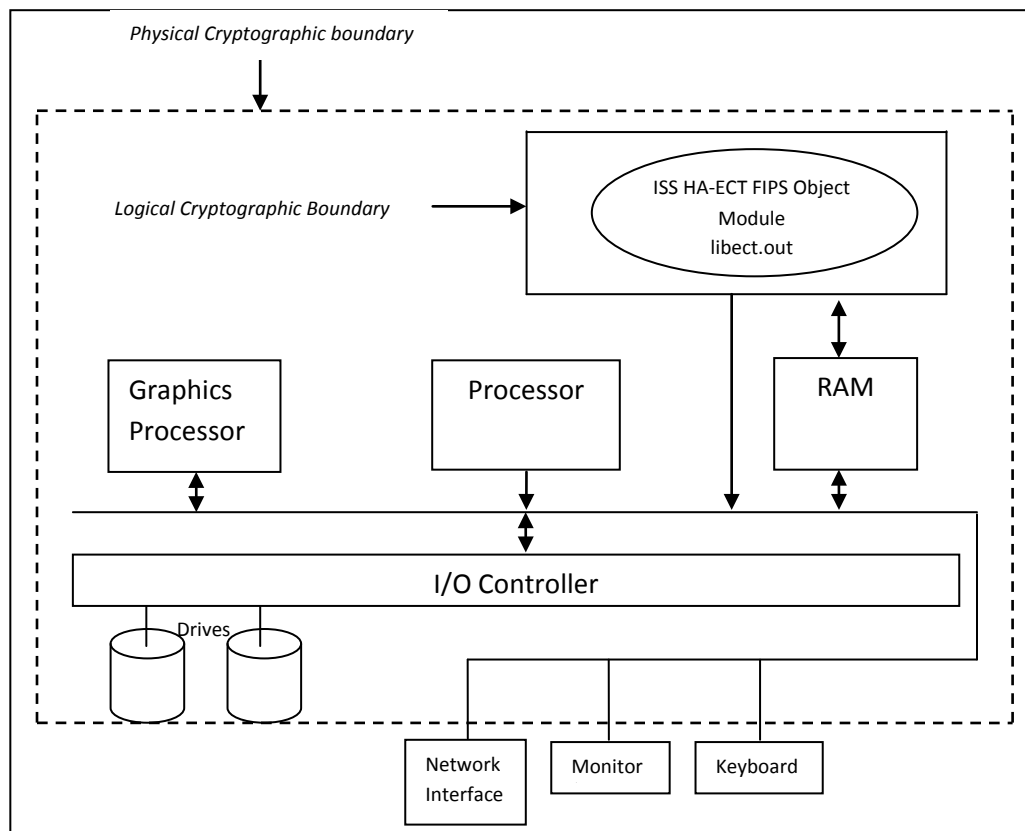 Physical Cryptographic boundary
Logical Cryptographic Boundary
ISS HA-ECT FIPS Object
Module
libect.out
Graphics
Processor
Processor
RAM
I/O Controller
Drives
Network
Interface
Monitor
Keyboard